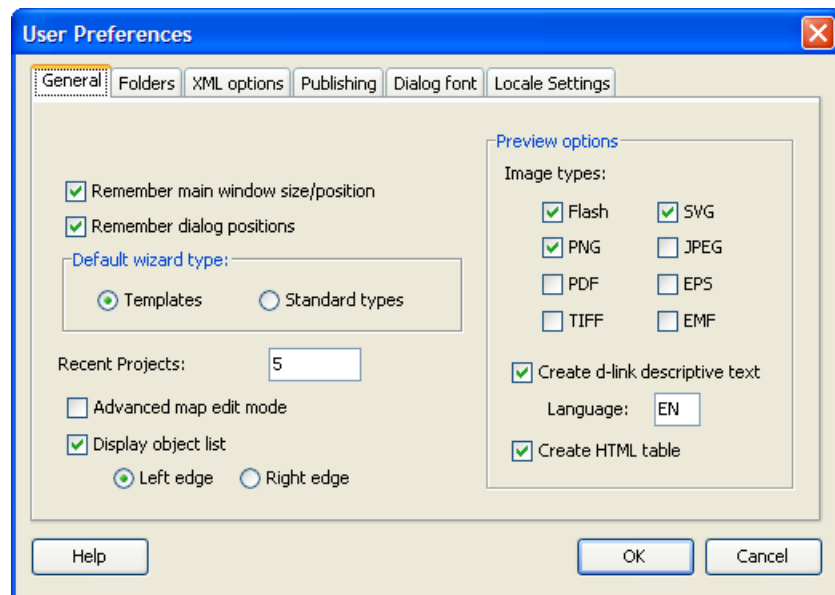 User Preferences
General Folders XML options Publishing Dialog font Locale Settings
Remember main window size/position
Remember dialog positions
Default wizard type:
Templates Standard types
Recent Projects: 5
Advanced map edit mode
Display object list
Left edge Right edge
Preview options
Image types:
Flash SVG
PNG JPEG
PDF EPS
TIFF EMF
Create d-link descriptive text
Language: EN
Create HTML table
Help OK Cancel